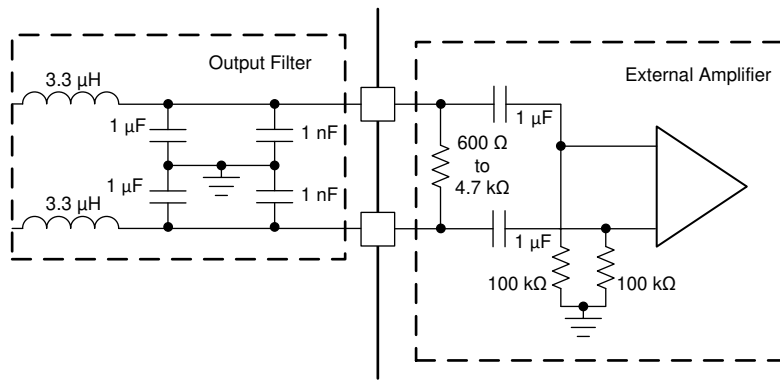 Output Filter
3.3 µH
1 µF
1 nF
1 µF
1 nF
3.3 µH
External Amplifier
1 µF
600 Ω
to
4.7 kΩ
1 µF
100 kΩ
100 kΩ